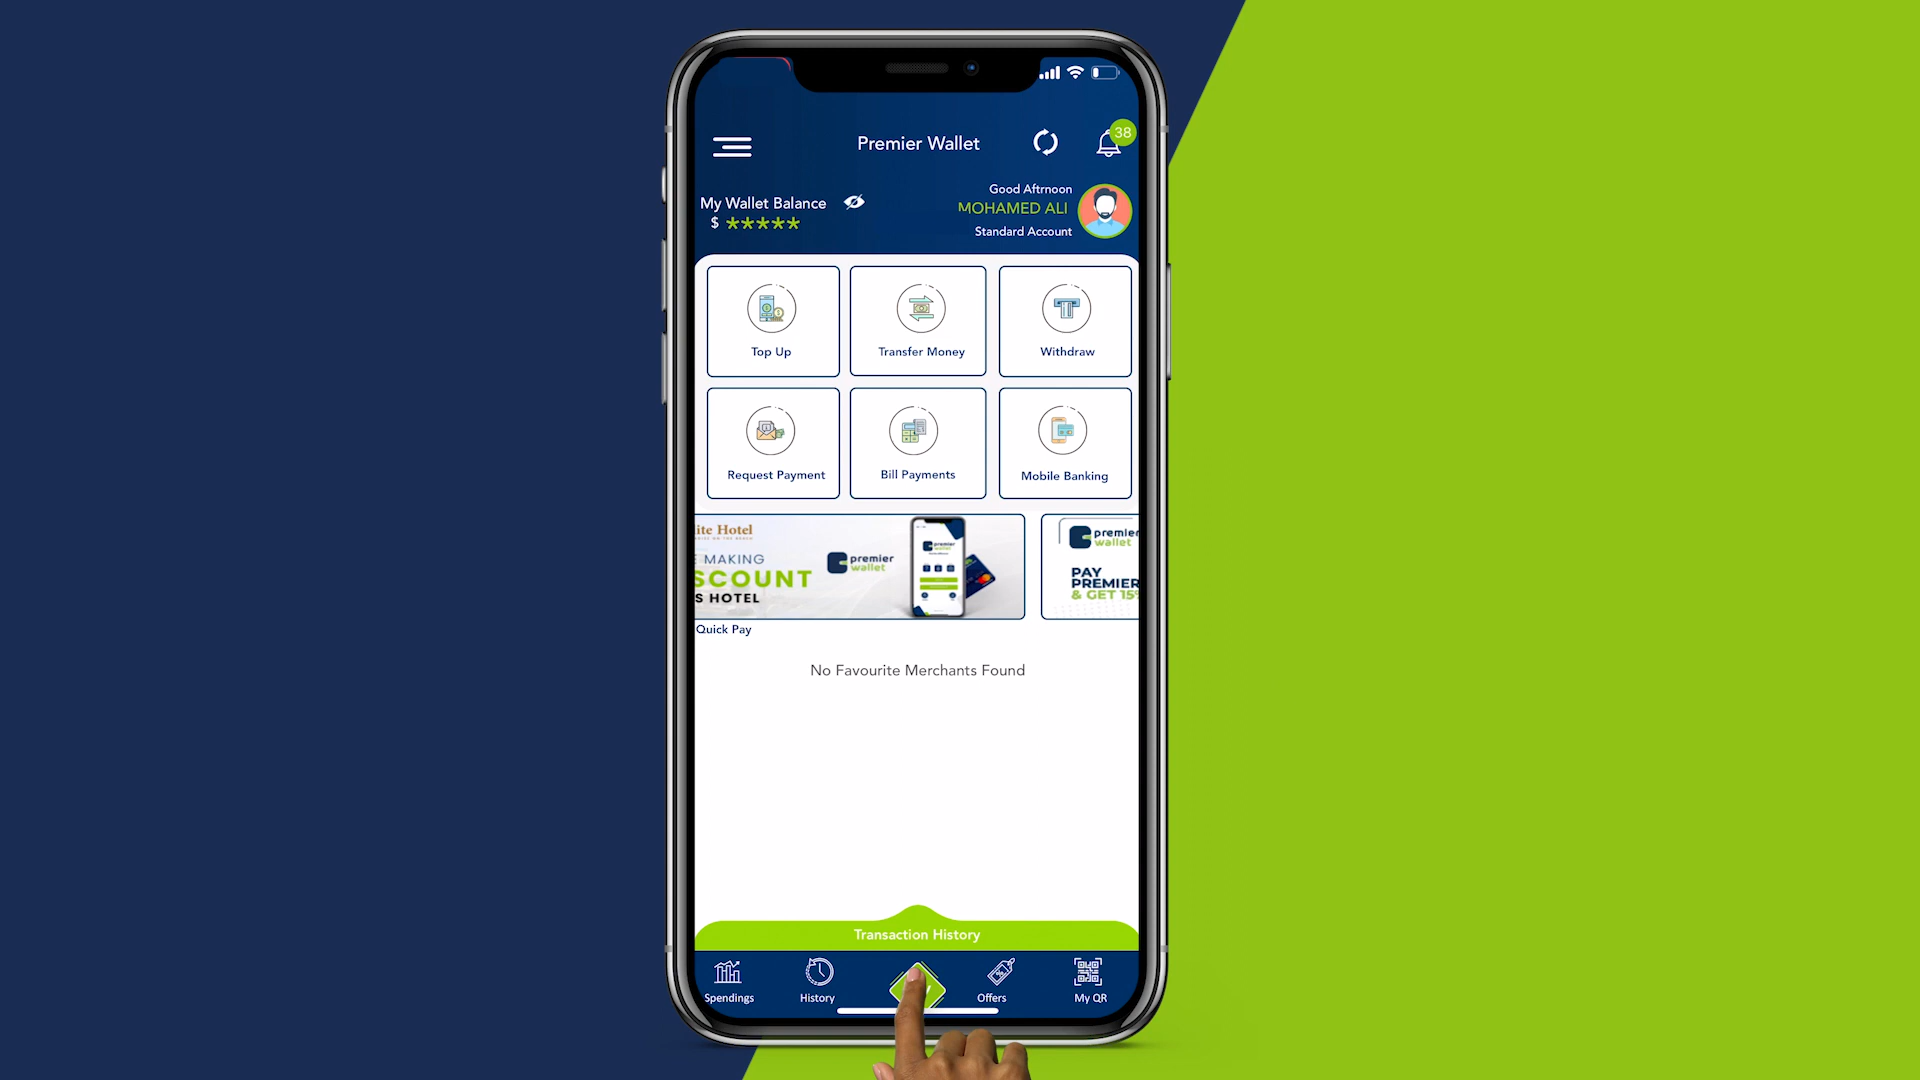 Premier Wallet
38
My Wallet Balance
$ *****
Good Aftrnoon
MOHAMED ALI
Standard Account
Top Up
Transfer Money
Withdraw
Request Payment
Bill Payments
Mobile Banking
ite Hotel
E MAKING
SCOUNT
S HOTEL
premier
wallet
premier
wallet
premier
wallet
PAY
PREMIER
& GET 15%
Quick Pay
No Favourite Merchants Found
Transaction History
Spendings
History
Offers
My QR